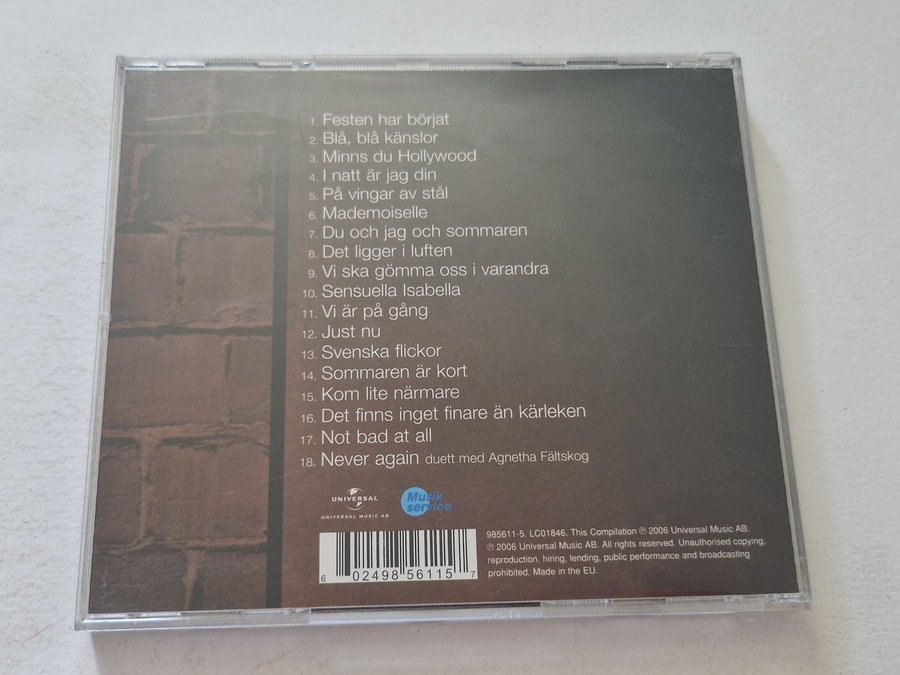 1. Festen har börjat
2. Blå, blå känslor
3. Minns du Hollywood
4. I natt är jag din
5. På vingar av stål
6. Mademoiselle
7. Du och jag och sommaren
8. Det ligger i luften
9. Vi ska gömma oss i varandra
10. Sensuella Isabella
11. Vi är på gång
12. Just nu
13. Svenska flickor
14. Sommaren är kort
15. Kom lite närmare
16. Det finns inget finare än kärleken
17. Not bad at all
18. Never again duett med Agnetha Fältskog
UNIVERSAL
UNIVERSAL MUSIC AB
Musik
service
985611-5. LC01846. This Compilation ℗ 2006 Universal Music AB.
℗ 2006 Universal Music AB. All rights reserved. Unauthorised copying,
reproduction, hiring, lending, public performance and broadcasting
prohibited. Made in the EU.
6 02498 56115 7